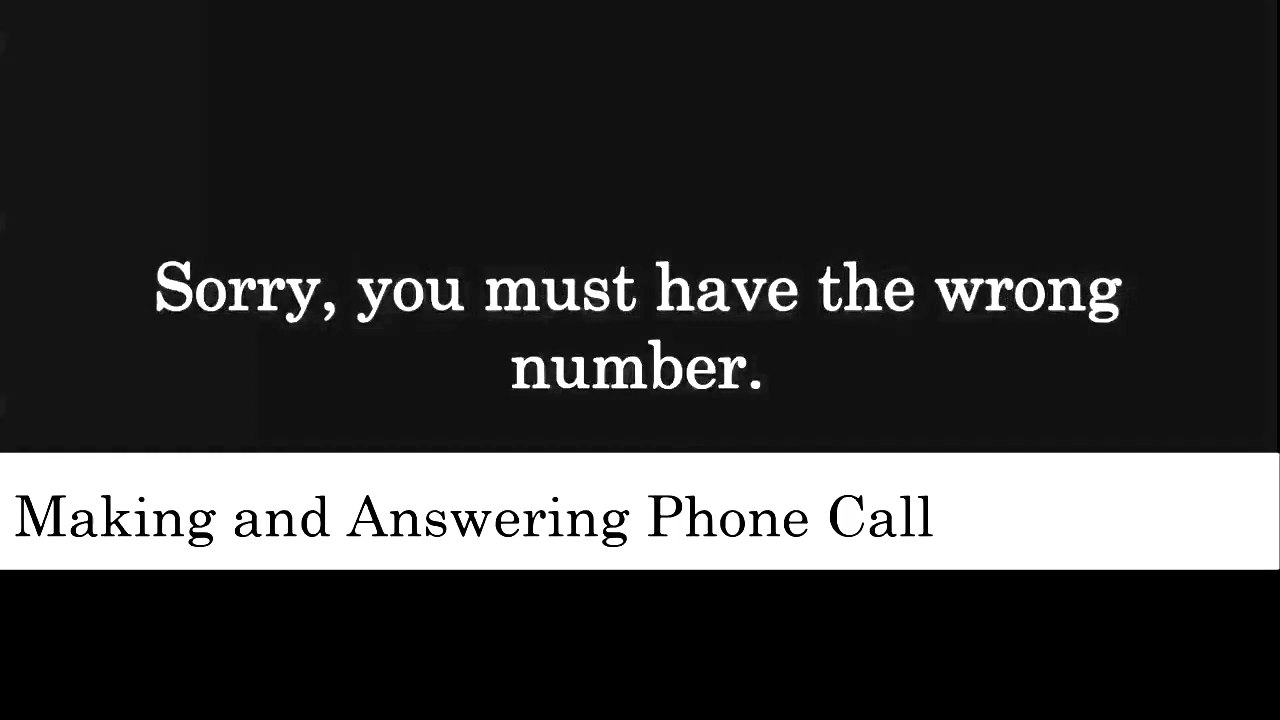 Sorry, you must have the wrong
number.
Making and Answering Phone Call